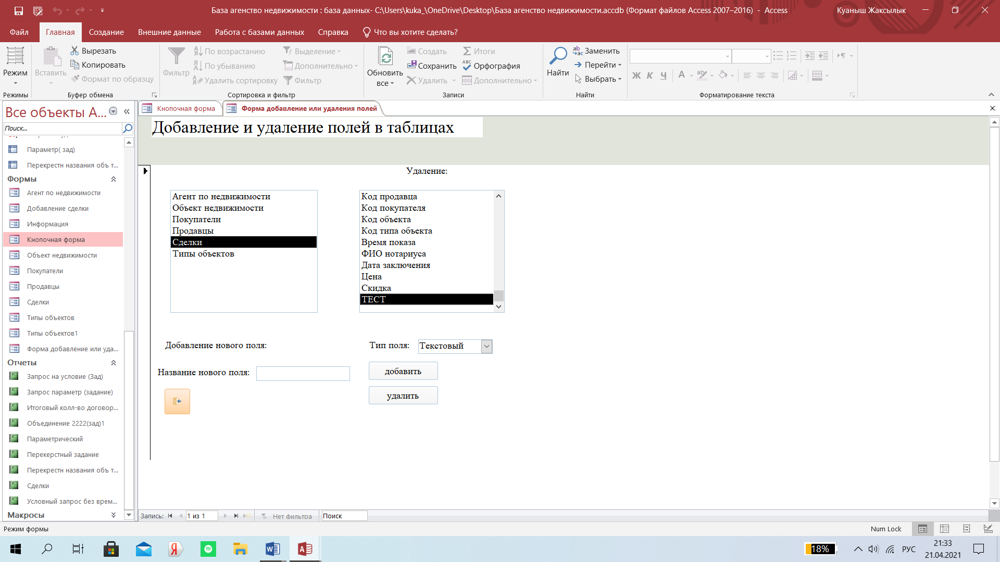 База агенство недвижимости : база данных- C:\Users\kuka_\OneDrive\Desktop\База агенство недвижимости.accdb (Формат файлов Access 2007–2016) - Access
Куаныш Жаксылык
Файл
Главная
Создание
Внешние данные
Работа с базами данных
Справка
Что вы хотите сделать?
Режим
Режимы
Вставить
Вырезать
Копировать
Формат по образцу
Буфер обмена
Фильтр
По возрастанию
По убыванию
Удалить сортировку
Выделение
Дополнительно
Фильтр
Сортировка и фильтр
Обновить
все
Создать
Сохранить
Удалить
Итоги
Орфография
Дополнительно
Записи
Найти
Заменить
Перейти
Выбрать
Найти
Ж К Ч
Форматирование текста
Все объекты A...
Поиск...
Параметр( зад)
Перекрестн названия объ т...
Формы
Агент по недвижимости
Добавление сделки
Информация
Кнопочная форма
Объект недвижимости
Покупатели
Продавцы
Сделки
Типы объектов
Типы объектов1
Форма добавление или уда...
Отчеты
Запрос на условие (Зад)
Запрос параметр (задание)
Итоговый колл-во договор...
Объединение 2222(зад)1
Параметрический
Перекерстный задание
Перекрестн названия объ т...
Сделки
Условный запрос без врем...
Макросы
Кнопочная форма
Форма добавление или удаления полей
Добавление и удаление полей в таблицах
Удаление:
Агент по недвижимости
Объект недвижимости
Покупатели
Продавцы
Сделки
Типы объектов
Код продавца
Код покупателя
Код объекта
Код типа объекта
Время показа
ФИО нотариуса
Дата заключения
Цена
Скидка
ТЕСТ
Добавление нового поля:
Тип поля:
Текстовый
Название нового поля:
добавить
удалить
Запись:
1 из 1
Нет фильтра
Поиск
Режим формы
Num Lock
18%
РУС
21:33
21.04.2021